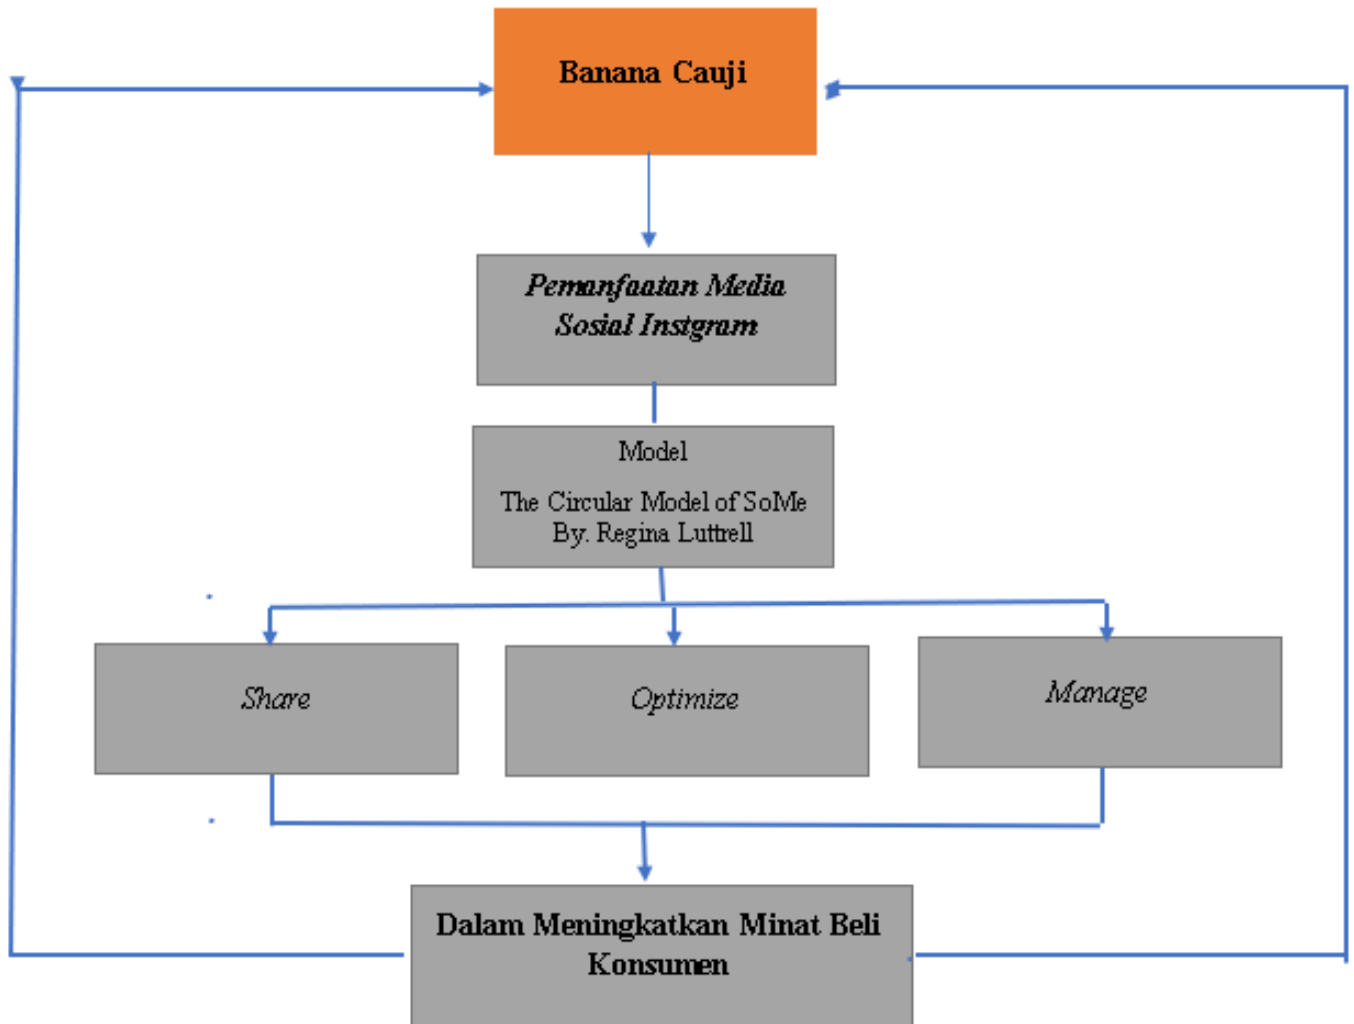 Banana Cauji
Pemanfaatan Media
Sosial Instgram
Model
The Circular Model of SoMe
By. Regina Luttrell
Share
Optimize
Manage
Dalam Meningkatkan Minat Beli
Konsumen